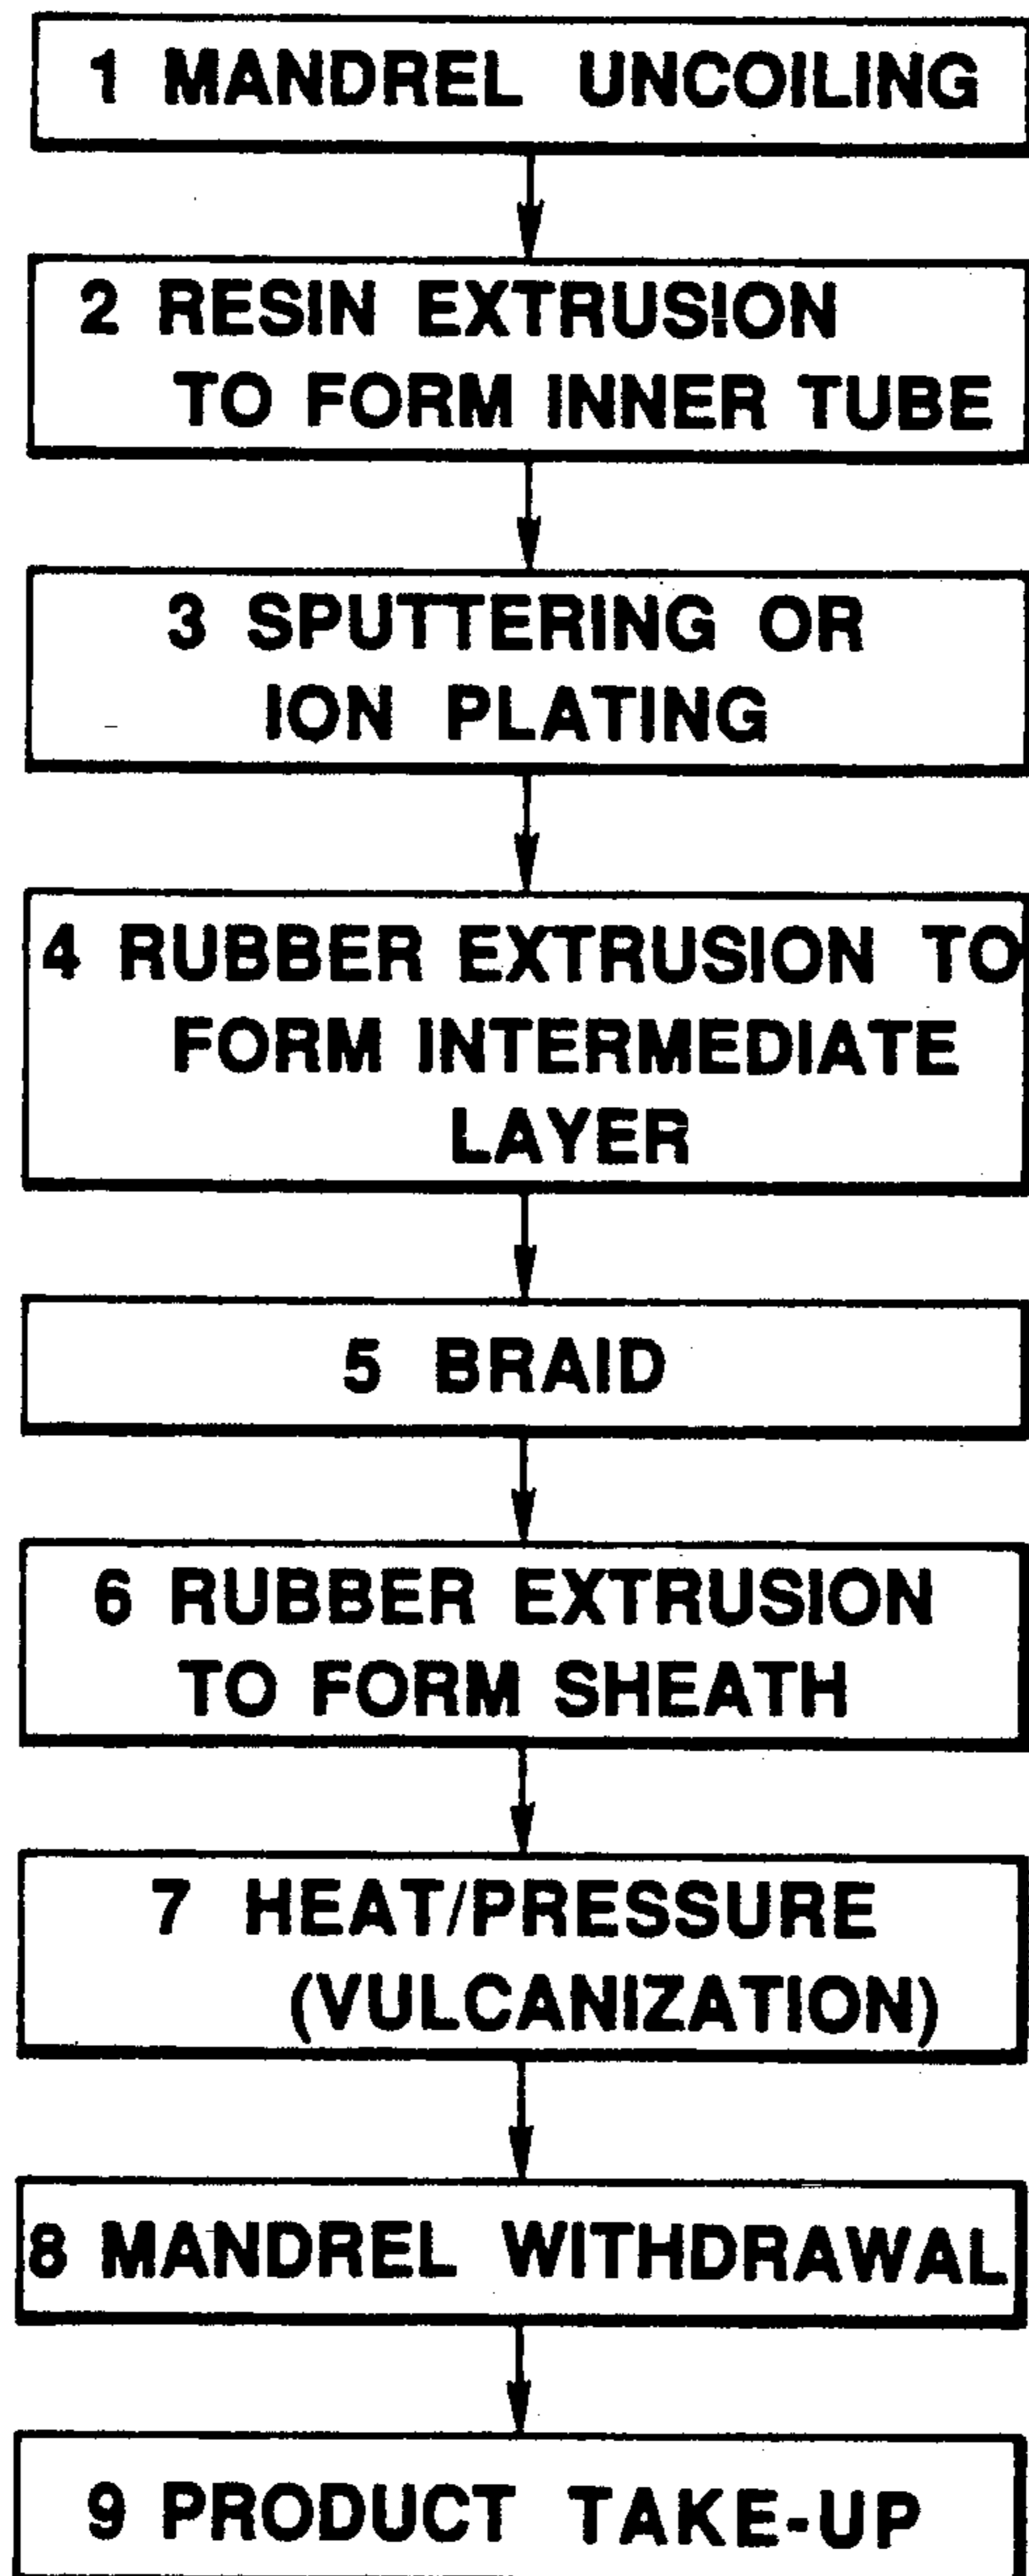 1 MANDREL UNCOILING
2 RESIN EXTRUSION
TO FORM INNER TUBE
3 SPUTTERING OR
ION PLATING
4 RUBBER EXTRUSION TO
FORM INTERMEDIATE
LAYER
5 BRAID
6 RUBBER EXTRUSION
TO FORM SHEATH
7 HEAT/PRESSURE
(VULCANIZATION)
8 MANDREL WITHDRAWAL
9 PRODUCT TAKE-UP